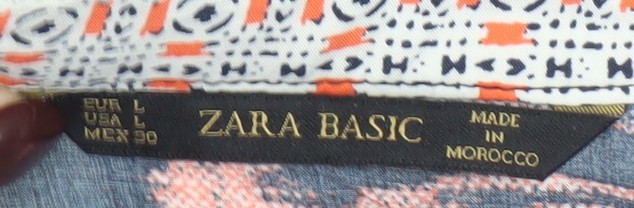 EUR L
USA L
MEX 30
ZARA BASIC
MADE
IN
MOROCCO